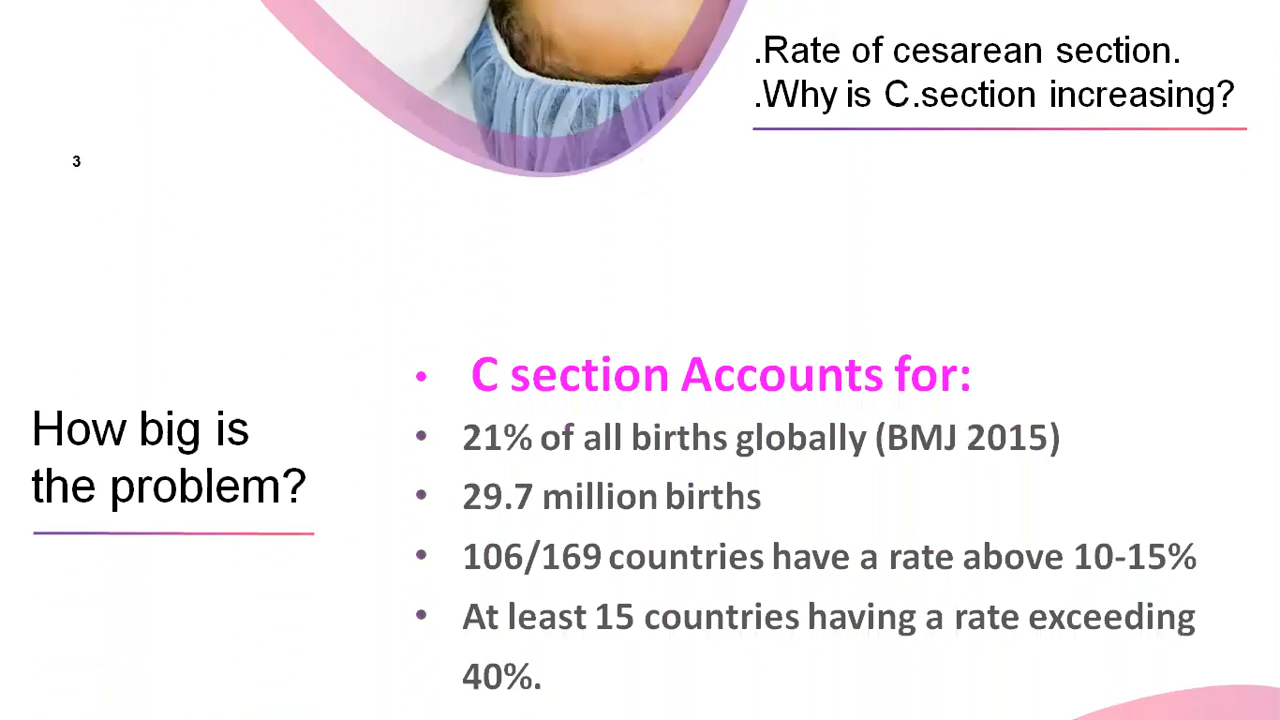 .Rate of cesarean section.
.Why is C.section increasing?
3
How big is
the problem?
• C section Accounts for:
• 21% of all births globally (BMJ 2015)
• 29.7 million births
• 106/169 countries have a rate above 10-15%
• At least 15 countries having a rate exceeding
40%.